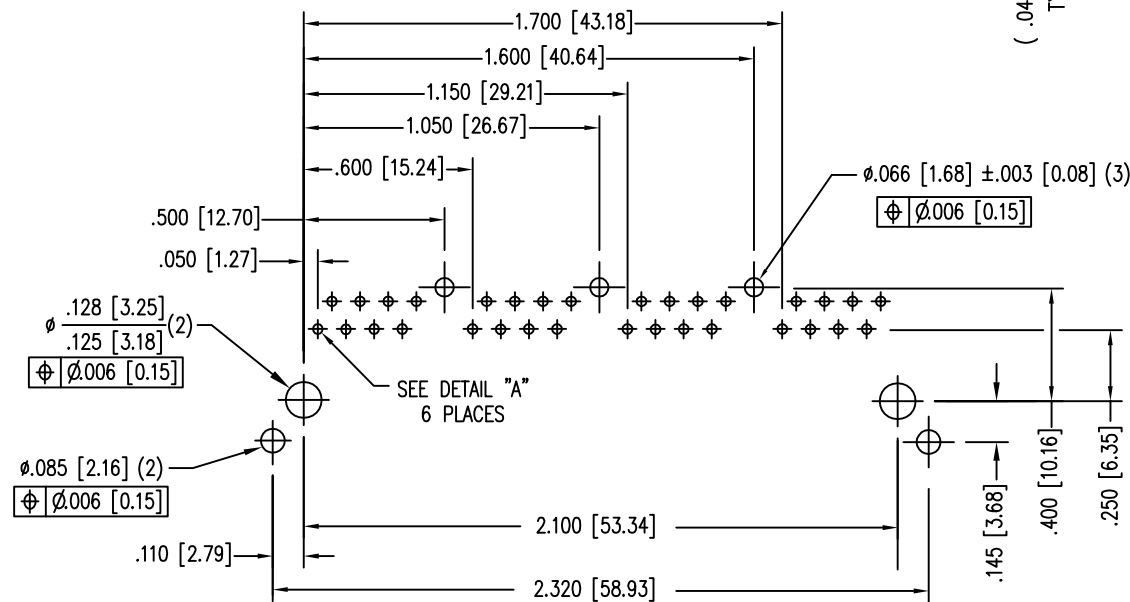 1.700 [43.18]
1.600 [40.64]
1.150 [29.21]
1.050 [26.67]
.600 [15.24]
.500 [12.70]
.050 [1.27]
( .04
T
ø.066 [1.68] ±.003 [0.08] (3)
⌖ Ø.006 [0.15]
ø .128 [3.25]
.125 [3.18] (2)
⌖ Ø.006 [0.15]
SEE DETAIL "A"
6 PLACES
ø.085 [2.16] (2)
⌖ Ø.006 [0.15]
.110 [2.79]
2.100 [53.34]
2.320 [58.93]
.145 [3.68]
.400 [10.16]
.250 [6.35]